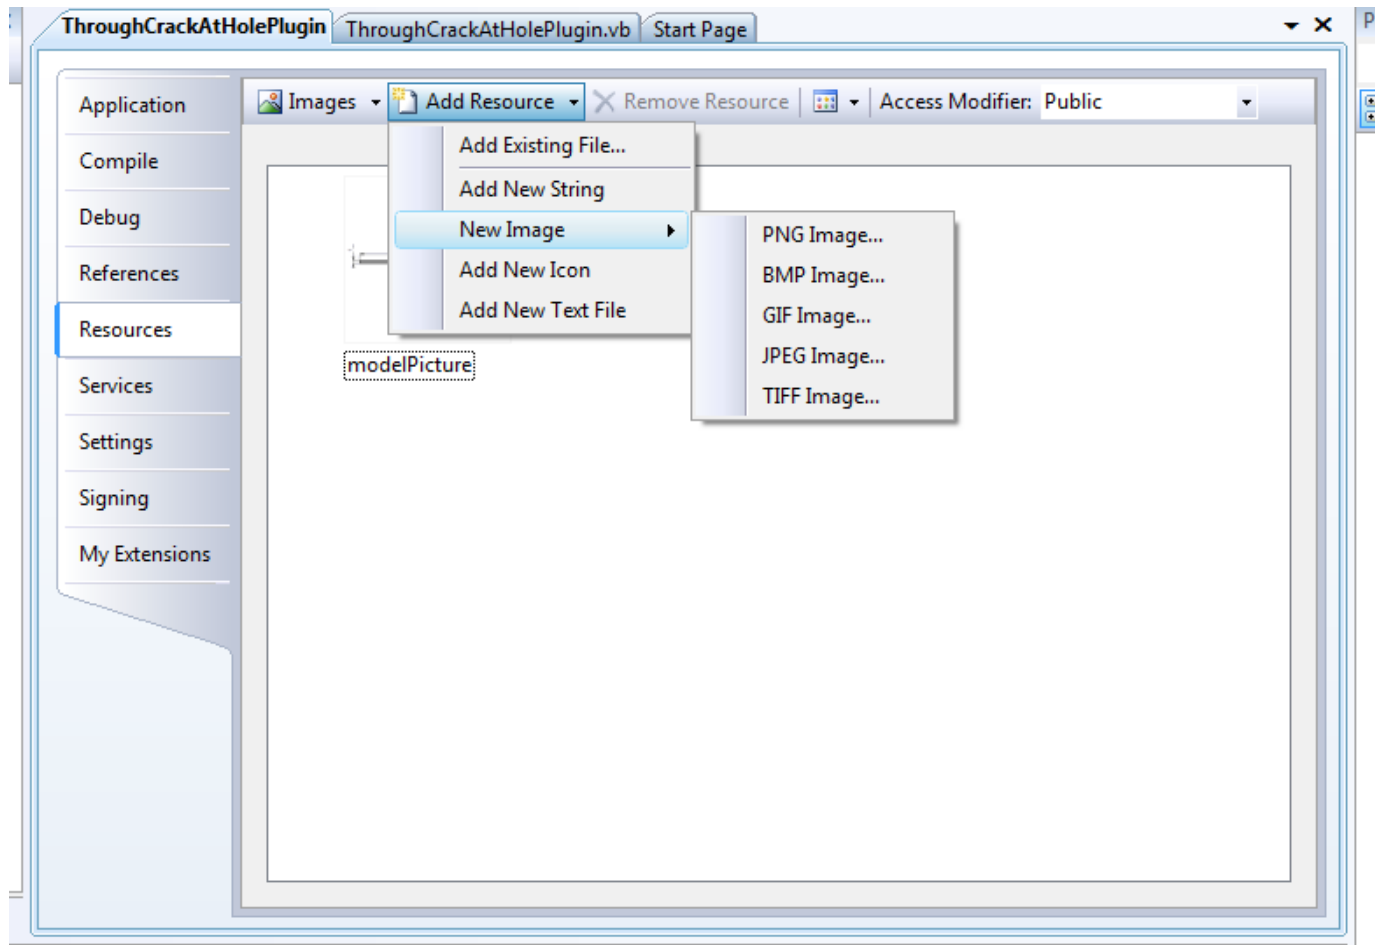 ThroughCrackAtHolePlugin ThroughCrackAtHolePlugin.vb Start Page
Images Add Resource Remove Resource Access Modifier: Public
Application
Compile
Debug
References
Resources
Services
Settings
Signing
My Extensions
Add Existing File...
Add New String
New Image
Add New Icon
Add New Text File
PNG Image...
BMP Image...
GIF Image...
JPEG Image...
TIFF Image...
modelPicture